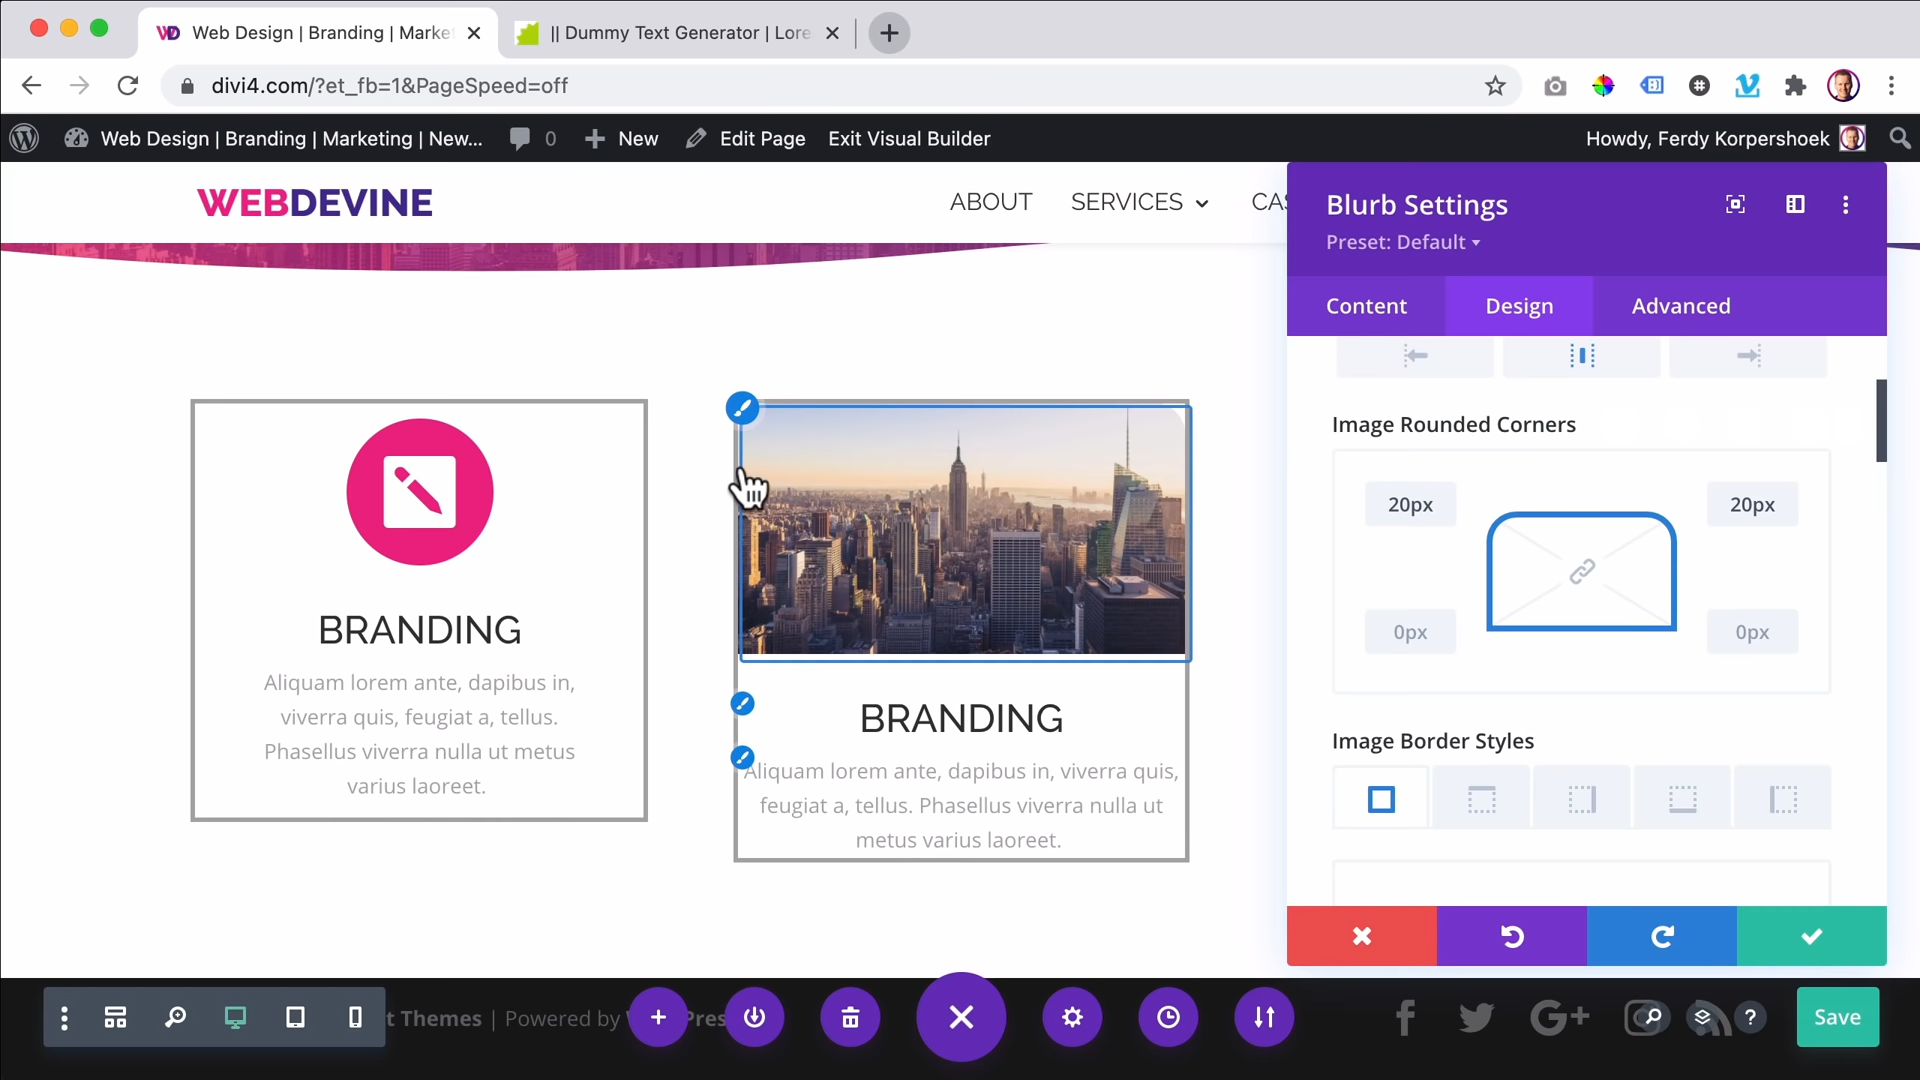 Web Design | Branding | Marke
|| Dummy Text Generator | Lore
divi4.com/?et_fb=1&PageSpeed=off
Web Design | Branding | Marketing | New...
0
New
Edit Page
Exit Visual Builder
Howdy, Ferdy Korpershoek
WEBDEVINE
ABOUT
SERVICES
CAS
Blurb Settings
Preset: Default
Content
Design
Advanced
Image Rounded Corners
20px
20px
0px
0px
Image Border Styles
BRANDING
Aliquam lorem ante, dapibus in,
viverra quis, feugiat a, tellus.
Phasellus viverra nulla ut metus
varius laoreet.
BRANDING
Aliquam lorem ante, dapibus in, viverra quis,
feugiat a, tellus. Phasellus viverra nulla ut
metus varius laoreet.
t Themes | Powered by W Pres
G+
?
Save